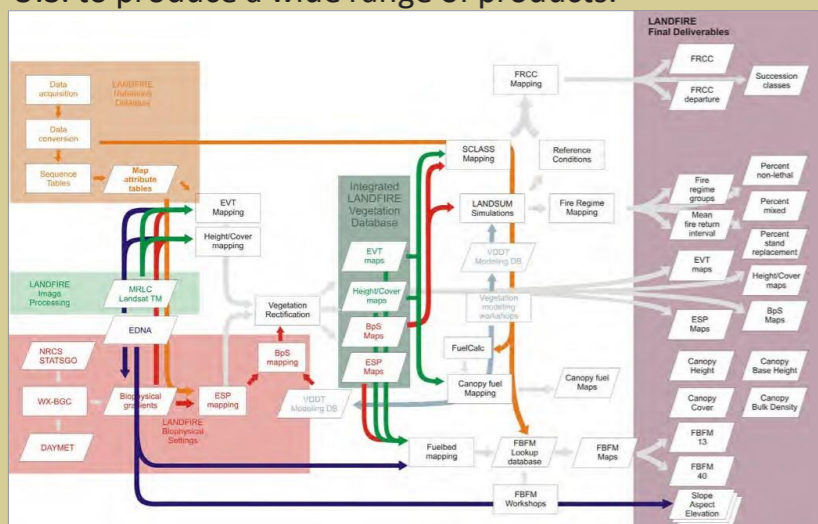 U.S. to produce a wide range of products.
LANDFIRE
Final Deliverables
FRCC
Mapping
FRCC
FRCC
departure
Succession
classes
Data
acquisition
LANDFIRE
Database
Data
conversion
Sequence
Tables
Map
attribute
tables
EVT
Mapping
Height/Cover
mapping
Integrated
LANDFIRE
Vegetation
Database
SCLASS
Mapping
Reference
Conditions
LANDSUM
Simulations
Fire Regime
Mapping
Fire
regime
groups
Mean
fire return
interval
Percent
non-lethal
Percent
mixed
Percent
stand
replacement
LANDFIRE
Image
Processing
MRLC
Landsat TM
EDNA
Vegetation
Rectification
EVT
maps
Height/Cover
maps
BpS
Maps
ESP
Maps
VDDT
Modeling DB
Vegetation
modelling
workshops
EVT
maps
Height/Cover
maps
ESP
Maps
BpS
Maps
NRCS
STATSGO
WX-BGC
DAYMET
Biophysical
gradients
LANDFIRE
Biophysical
Settings
ESP
mapping
BpS
mapping
VDDT
Modeling DB
FuelCalc
Canopy fuel
Mapping
Canopy fuel
Maps
Canopy
Height
Canopy
Base Height
Canopy
Cover
Canopy
Bulk Density
Fuelbed
mapping
FBFM
Lookup
database
FBFM
Maps
FBFM
Workshops
FBFM
13
FBFM
40
Slope
Aspect
Elevation